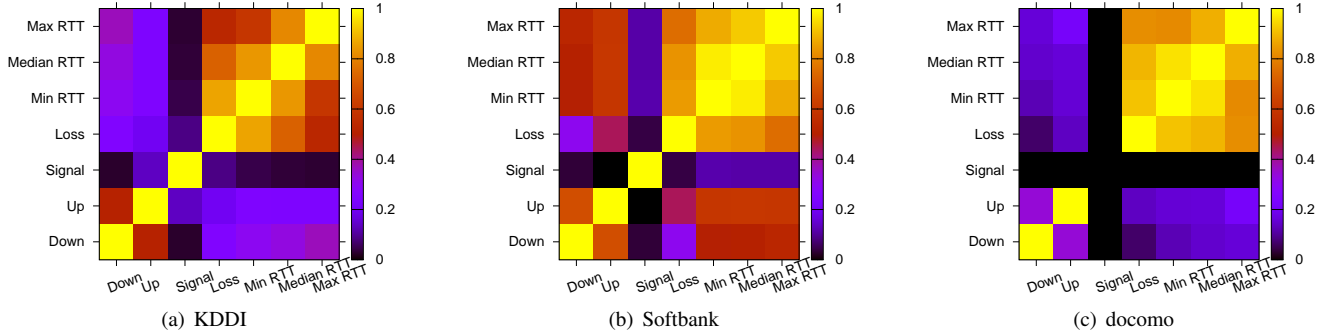 Max RTT
Median RTT
Min RTT
Loss
Signal
Up
Down
Down
Up
Signal
Loss
Min RTT
Median RTT
Max RTT
1
0.8
0.6
0.4
0.2
0
(a) KDDI
Max RTT
Median RTT
Min RTT
Loss
Signal
Up
Down
Down
Up
Signal
Loss
Min RTT
Median RTT
Max RTT
1
0.8
0.6
0.4
0.2
0
(b) Softbank
Max RTT
Median RTT
Min RTT
Loss
Signal
Up
Down
Down
Up
Signal
Loss
Min RTT
Median RTT
Max RTT
1
0.8
0.6
0.4
0.2
0
(c) docomo